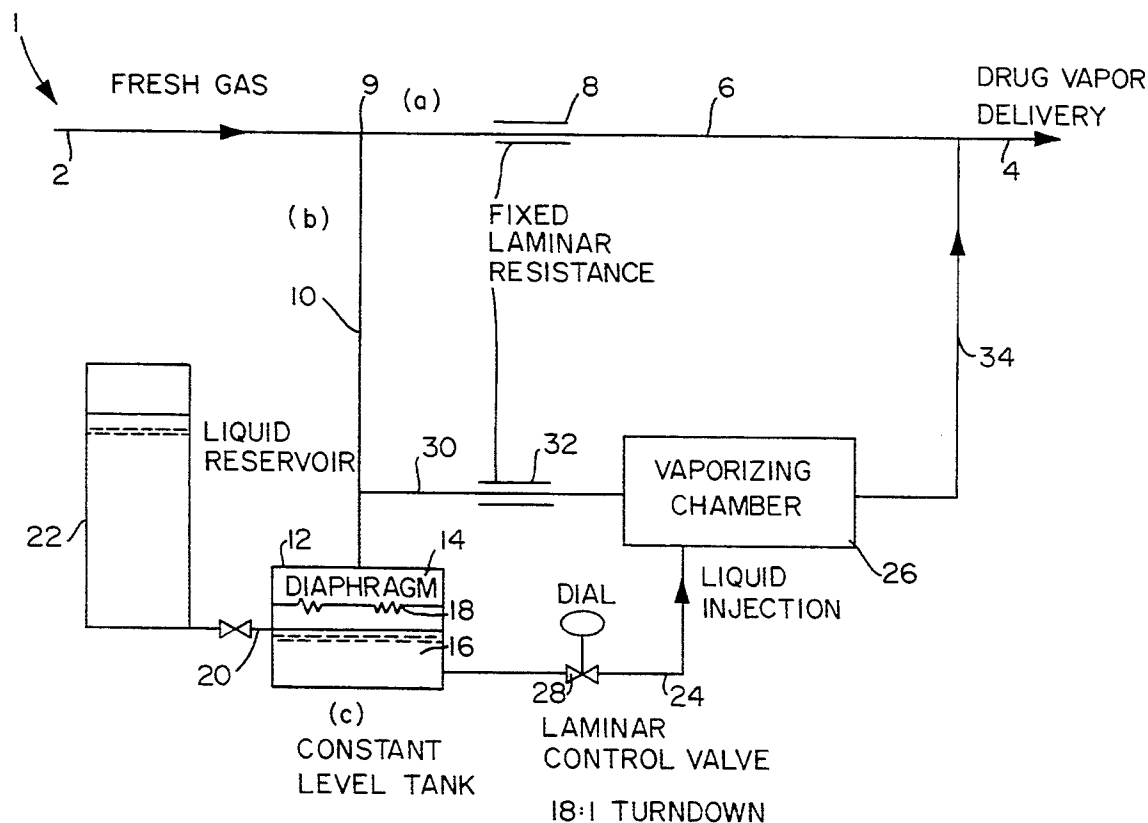 1
FRESH GAS
9
(a)
8
6
DRUG VAPOR
DELIVERY
2
4
(b)
FIXED
LAMINAR
RESISTANCE
10
34
LIQUID
RESERVOIR
30
32
VAPORIZING
CHAMBER
22
12
14
DIAPHRAGM
18
26
DIAL
LIQUID
INJECTION
16
20
28
24
(c)
CONSTANT
LEVEL TANK
LAMINAR
CONTROL VALVE
18:1 TURNDOWN